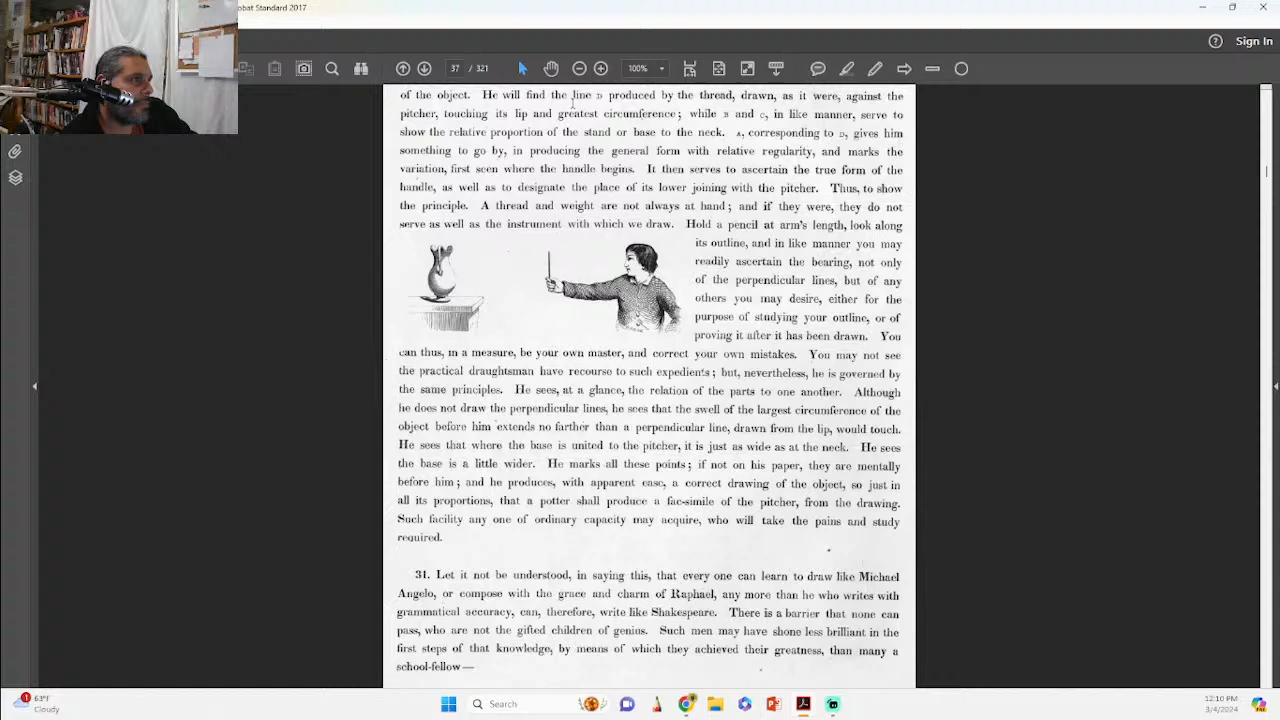 obat Standard 2017
Sign In
37 / 321
100%
of the object. He will find the line D produced by the thread, drawn, as it were, against the
pitcher, touching its lip and greatest circumference; while B and C, in like manner, serve to
show the relative proportion of the stand or base to the neck. A, corresponding to D, gives him
something to go by, in producing the general form with relative regularity, and marks the
variation, first seen where the handle begins. It then serves to ascertain the true form of the
handle, as well as to designate the place of its lower joining with the pitcher. Thus, to show
the principle. A thread and weight are not always at hand; and if they were, they do not
serve as well as the instrument with which we draw. Hold a pencil at arm's length, look along
its outline, and in like manner you may
readily ascertain the bearing, not only
of the perpendicular lines, but of any
others you may desire, either for the
purpose of studying your outline, or of
proving it after it has been drawn. You
can thus, in a measure, be your own master, and correct your own mistakes. You may not see
the practical draughtsman have recourse to such expedients; but, nevertheless, he is governed by
the same principles. He sees, at a glance, the relation of the parts to one another. Although
he does not draw the perpendicular lines, he sees that the swell of the largest circumference of the
object before him extends no farther than a perpendicular line, drawn from the lip, would touch.
He sees that where the base is united to the pitcher, it is just as wide as at the neck. He sees
the base is a little wider. He marks all these points; if not on his paper, they are mentally
before him; and he produces, with apparent ease, a correct drawing of the object, so just in
all its proportions, that a potter shall produce a fac-simile of the pitcher, from the drawing.
Such facility any one of ordinary capacity may acquire, who will take the pains and study
required.
31. Let it not be understood, in saying this, that every one can learn to draw like Michael
Angelo, or compose with the grace and charm of Raphael, any more than he who writes with
grammatical accuracy, can, therefore, write like Shakespeare. There is a barrier that none can
pass, who are not the gifted children of genius. Such men may have shone less brilliant in the
first steps of that knowledge, by means of which they achieved their greatness, than many a
school-fellow—
1
63°F
Cloudy
Search
12:10 PM
3/4/2024